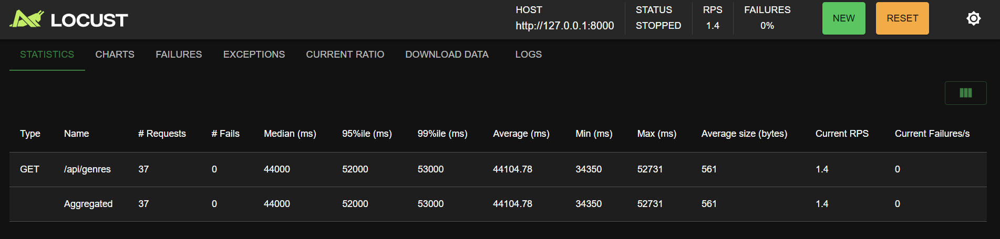 LOCUST
HOST
http://127.0.0.1:8000
STATUS
STOPPED
RPS
1.4
FAILURES
0%
NEW
RESET
STATISTICS CHARTS FAILURES EXCEPTIONS CURRENT RATIO DOWNLOAD DATA LOGS
Type Name # Requests # Fails Median (ms) 95%ile (ms) 99%ile (ms) Average (ms) Min (ms) Max (ms) Average size (bytes) Current RPS Current Failures/s
GET /api/genres 37 0 44000 52000 53000 44104.78 34350 52731 561 1.4 0
Aggregated 37 0 44000 52000 53000 44104.78 34350 52731 561 1.4 0